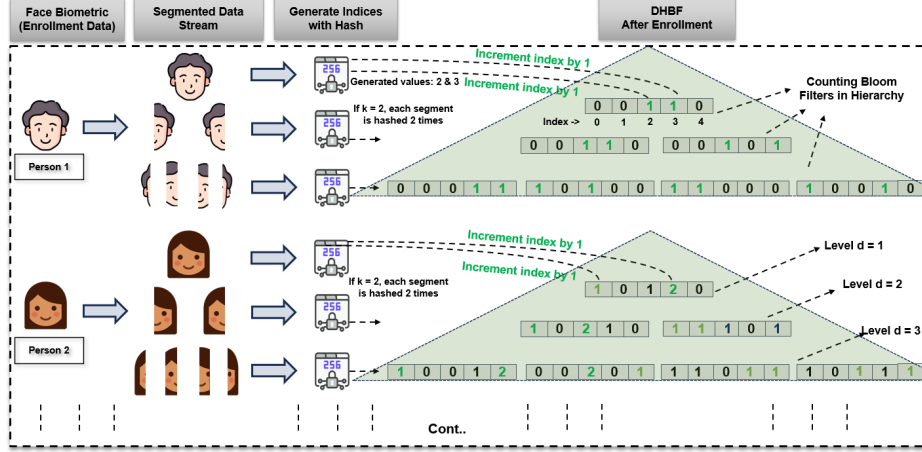 Face Biometric
(Enrollment Data)
Segmented Data
Stream
Generate Indices
with Hash
DHBF
After Enrollment
256
Generated values: 2 & 3
Increment index by 1
Increment index by 1
0 0 1 1 0
Index -> 0 1 2 3 4
Counting Bloom
Filters in Hierarchy
256
If k = 2, each segment
is hashed 2 times
0 0 1 1 0
0 0 1 0 1
Person 1
256
0 0 0 1 1
1 0 1 0 0
1 1 0 0 0
1 0 0 1 0
256
Increment index by 1
Increment index by 1
If k = 2, each segment
is hashed 2 times
1 0 1 2 0
Level d = 1
256
1 0 2 1 0
1 1 1 0 1
Level d = 2
Person 2
256
1 0 0 1 2
0 0 2 0 1
1 1 0 1 1
1 0 1 1 1
Level d = 3
Cont..